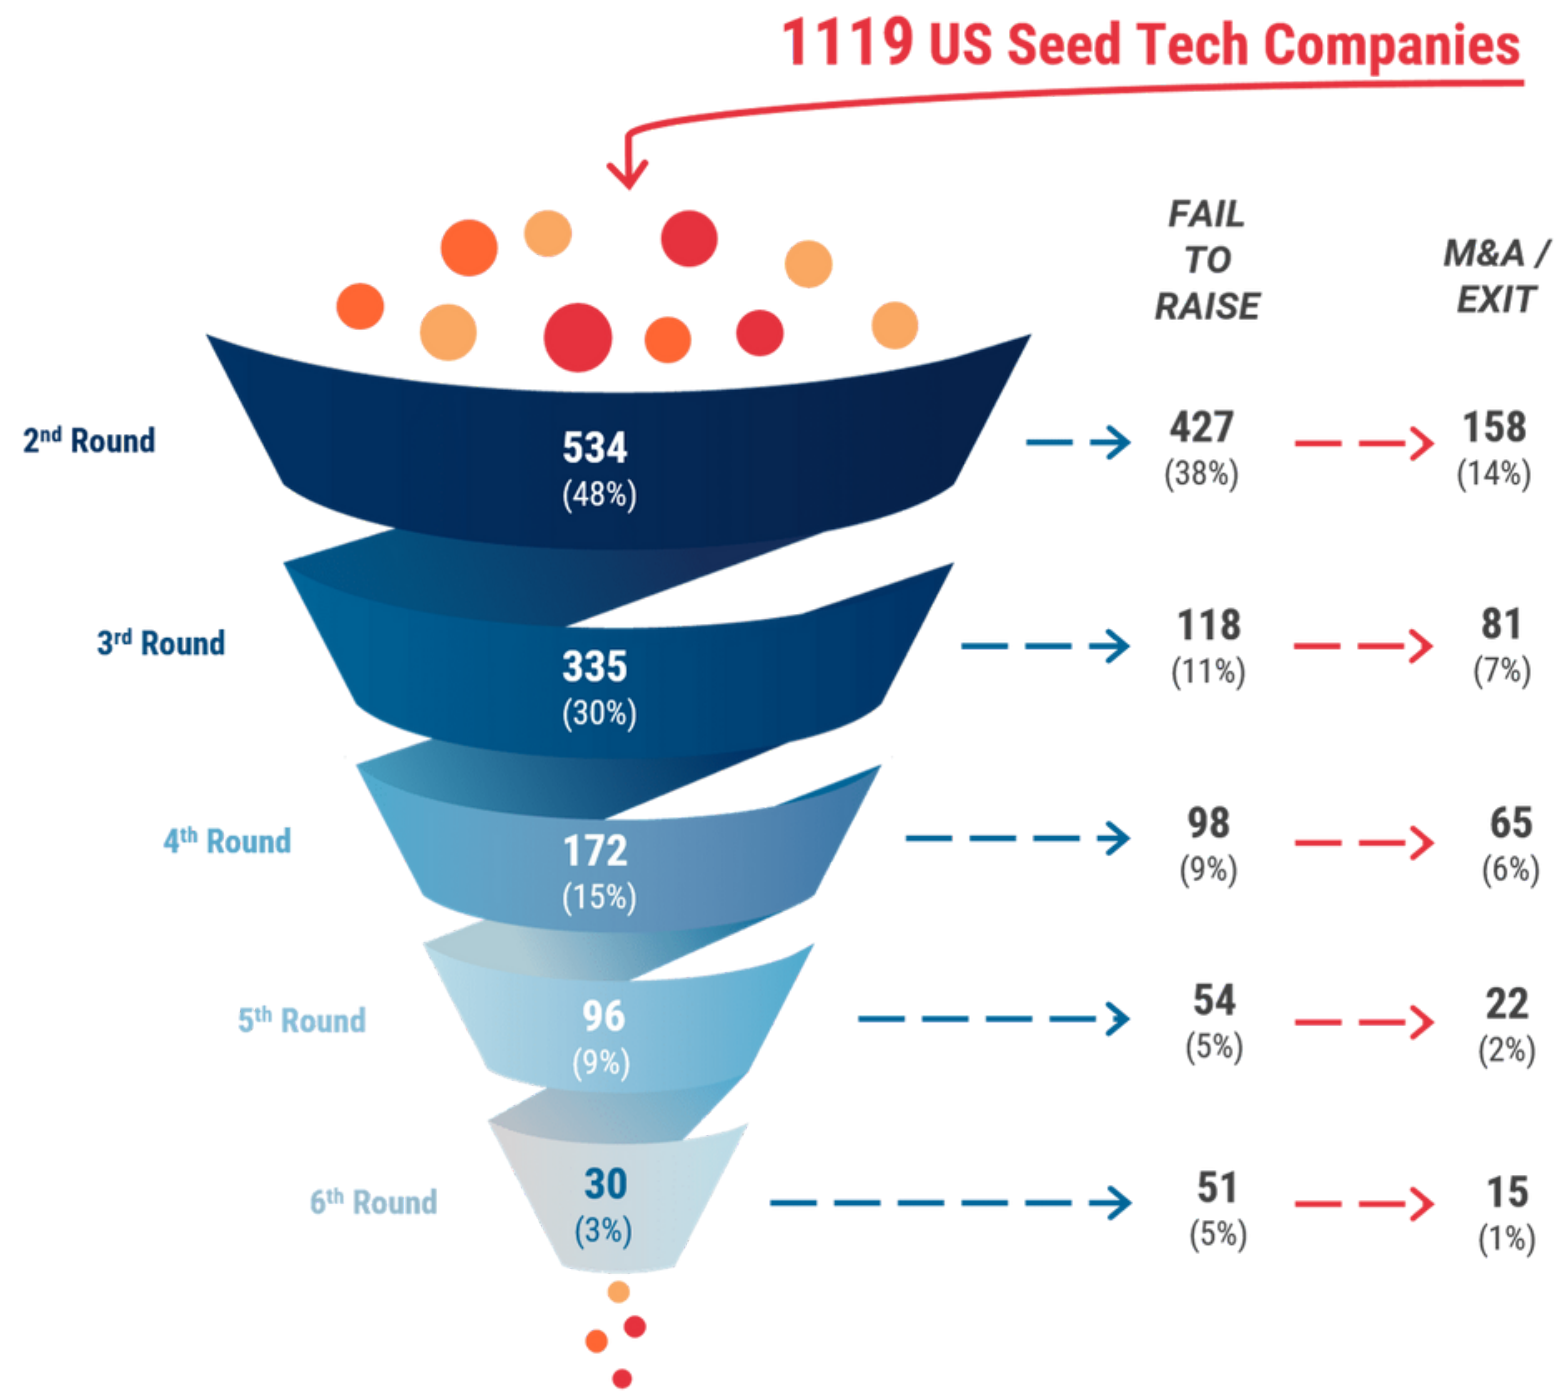 1119 US Seed Tech Companies
FAIL
TO
RAISE
M&A /
EXIT
2nd Round
534
(48%)
427
(38%)
158
(14%)
3rd Round
335
(30%)
118
(11%)
81
(7%)
4th Round
172
(15%)
98
(9%)
65
(6%)
5th Round
96
(9%)
54
(5%)
22
(2%)
6th Round
30
(3%)
51
(5%)
15
(1%)